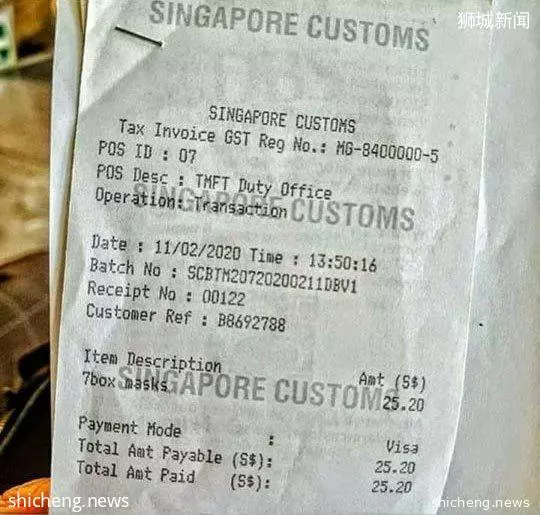 SINGAPORE CUSTOMS
狮城新闻
SINGAPORE CUSTOMS
Tax Invoice GST Reg No.: MG-8400000-5
POS ID : 07
POS Desc : TMFT Duty Office
Operation: Transaction
SINGAPORE CUSTOMS
Date : 11/02/2020 Time : 13:50:16
Batch No : SCBTM20720200211DBV1
Receipt No : 00122
Customer Ref : B8692788
Item Description Amt (S$)
7box masks 25.20
SINGAPORE CUSTOMS
Payment Mode : Visa
Total Amt Payable (S$): 25.20
Total Amt Paid (S$): 25.20
shicheng.news
shicheng.news